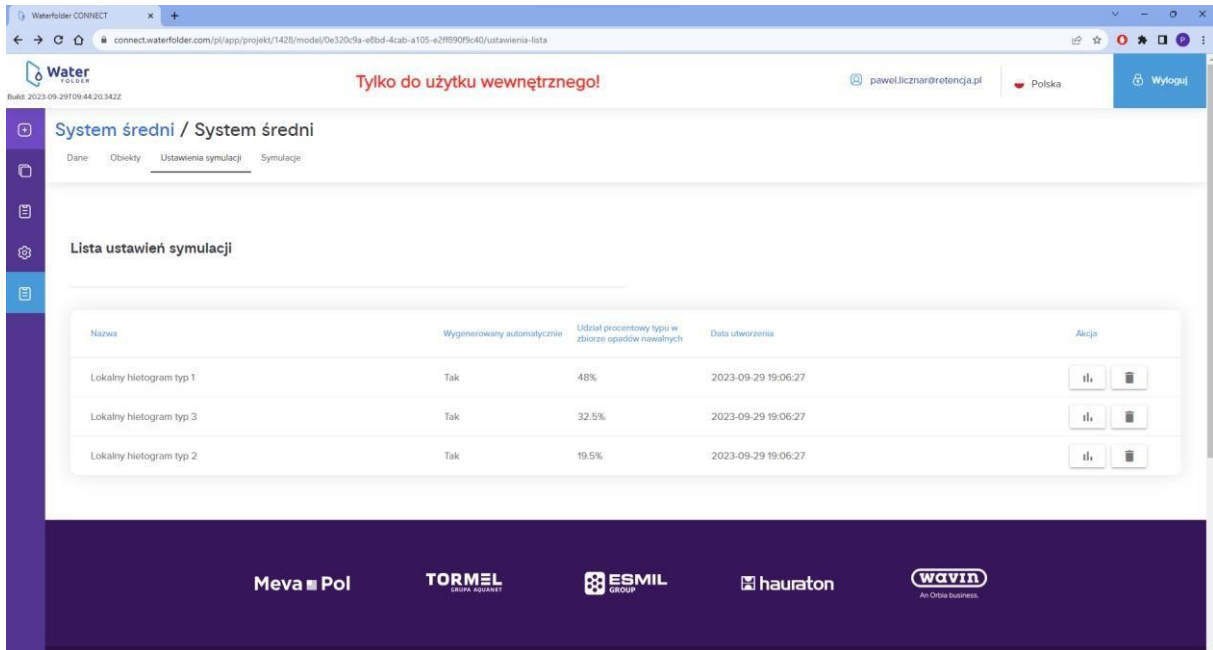 Waterfolder CONNECT
connect.waterfolder.com/pl/app/projekt/1428/model/0e320c9a-e8bd-4cab-a105-e2ff890f9c40/ustawienia-lista
Water
FOLDER
Build: 2023-09-29T09:44:20.342Z
Tylko do użytku wewnętrznego!
pawel.licznar@retencja.pl
Polska
Wyloguj
System średni / System średni
Dane Obiekty Ustawienia symulacji Symulacje
Lista ustawień symulacji
Nazwa Wygenerowany automatycznie Udział procentowy typu w
zbiorze opadów nawalnych Data utworzenia Akcja
Lokalny hietogram typ 1 Tak 48% 2023-09-29 19:06:27
Lokalny hietogram typ 3 Tak 32.5% 2023-09-29 19:06:27
Lokalny hietogram typ 2 Tak 19.5% 2023-09-29 19:06:27
Meva Pol
TORMEL
GRUPA AQUANET
ESMIL
GROUP
hauraton
wavin
An Orbia business.